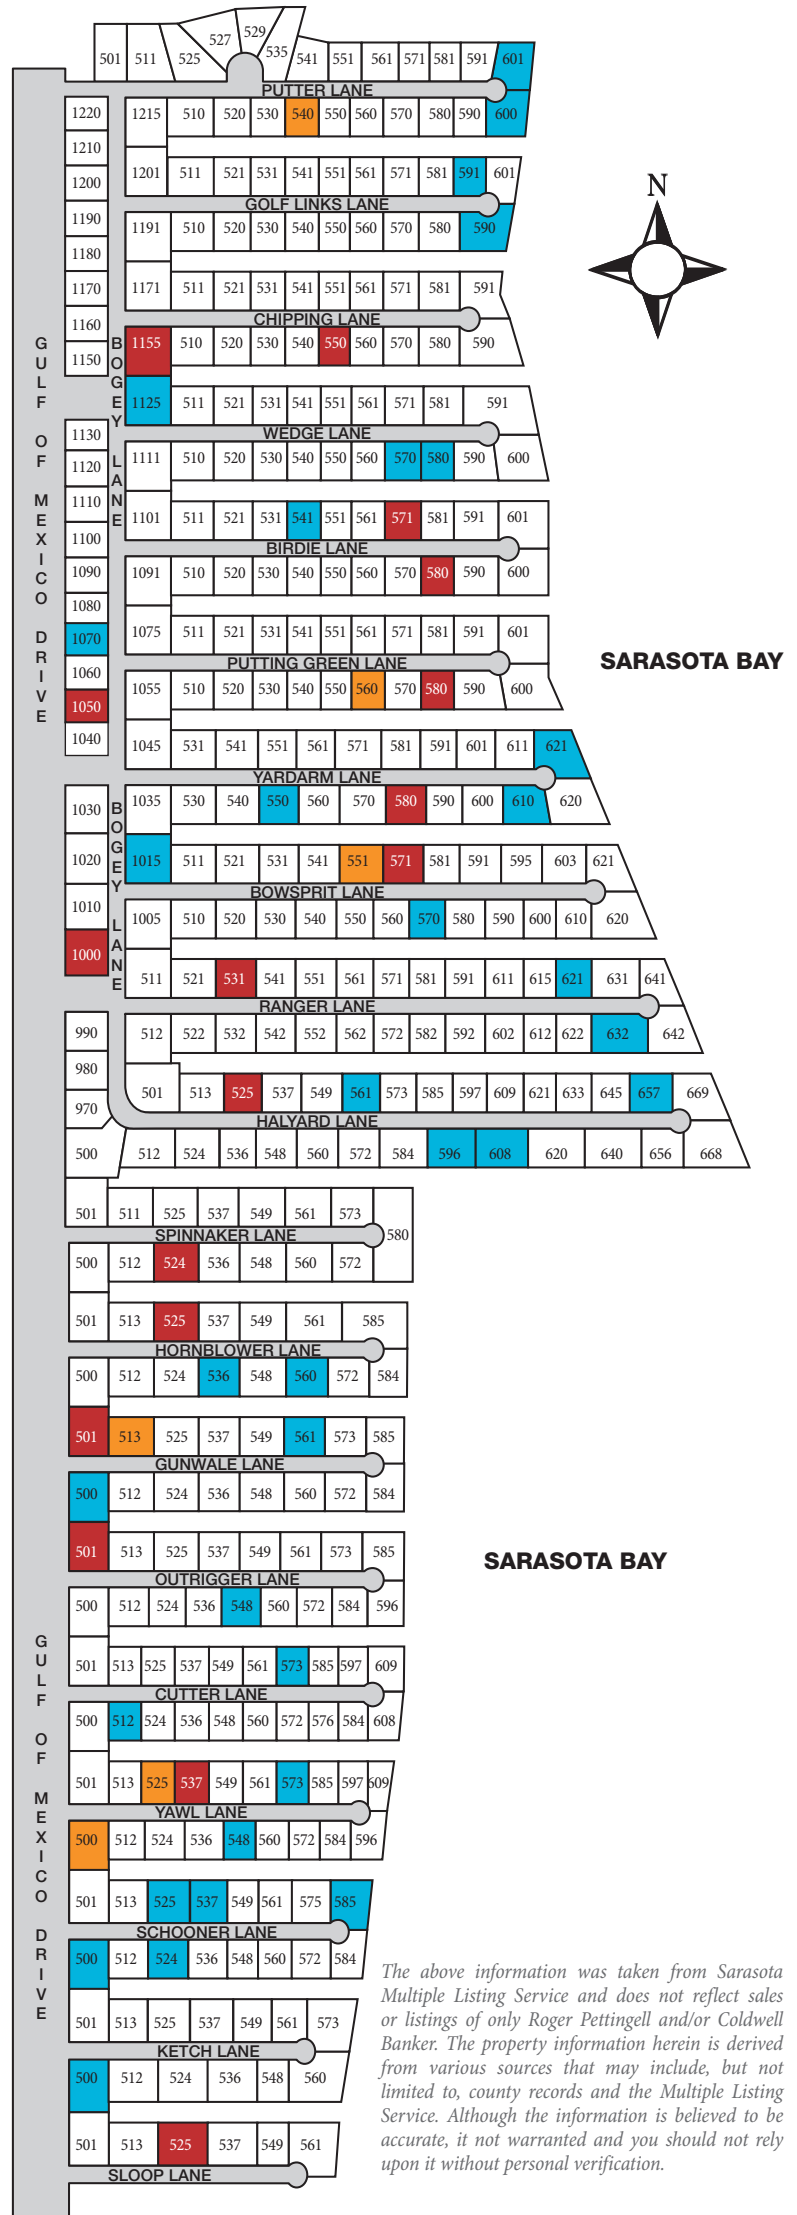 501 511 525 527 529 535 541 551 561 571 581 591 601
PUTTER LANE
1220 1215 510 520 530 540 550 560 570 580 590 600
1210
1200 1201 511 521 531 541 551 561 571 581 591 601
GOLF LINKS LANE
1190 1191 510 520 530 540 550 560 570 580 590
1180
1170 1171 511 521 531 541 551 561 571 581 591
CHIPPING LANE
1160 1155 510 520 530 540 550 560 570 580 590
1150
1125 511 521 531 541 551 561 571 581 591
WEDGE LANE
1130
1120 1111 510 520 530 540 550 560 570 580 590 600
1110 1101 511 521 531 541 551 561 571 581 591 601
1100
BIRDIE LANE
1090 1091 510 520 530 540 550 560 570 580 590 600
1080
1070 1075 511 521 531 541 551 561 571 581 591 601
PUTTING GREEN LANE
1060 1055 510 520 530 540 550 560 570 580 590 600
1050
1040 1045 531 541 551 561 571 581 591 601 611 621
YARDARM LANE
GULF OF MEXICO DRIVE
BOGEY LANE
N
SARASOTA BAY
1030 1035 530 540 550 560 570 580 590 600 610 620
1020 1015 511 521 531 541 551 571 581 591 595 603 621
BOWSPRIT LANE
1010 1005 510 520 530 540 550 560 570 580 590 600 610 620
1000 511 521 531 541 551 561 571 581 591 611 615 621 631 641
BOGEY LANE
RANGER LANE
990 512 522 532 542 552 562 572 582 592 602 612 622 632 642
980
970 501 513 525 537 549 561 573 585 597 609 621 633 645 657 669
HALYARD LANE
500 512 524 536 548 560 572 584 596 608 620 640 656 668
501 511 525 537 549 561 573 580
SPINNAKER LANE
500 512 524 536 548 560 572
501 513 525 537 549 561 585
HORNBLOWER LANE
500 512 524 536 548 560 572 584
501 513 525 537 549 561 573 585
GUNWALE LANE
500 512 524 536 548 560 572 584
501 513 525 537 549 561 573 585
OUTRIGGER LANE
500 512 524 536 548 560 572 584 596
SARASOTA BAY
501 513 525 537 549 561 573 585 597 609
CUTTER LANE
500 512 524 536 548 560 572 576 584 608
501 513 525 537 549 561 573 585 597 609
YAWL LANE
500 512 524 536 548 560 572 584 596
501 513 525 537 549 561 575 585
SCHOONER LANE
500 512 524 536 548 560 572 584
501 513 525 537 549 561 573
KETCH LANE
500 512 524 536 548 560
501 513 525 537 549 561
SLOOP LANE
GULF OF MEXICO DRIVE
The above information was taken from Sarasota
Multiple Listing Service and does not reflect sales
or listings of only Roger Pettingell and/or Coldwell
Banker. The property information herein is derived
from various sources that may include, but not
limited to, county records and the Multiple Listing
Service. Although the information is believed to be
accurate, it not warranted and you should not rely
upon it without personal verification.